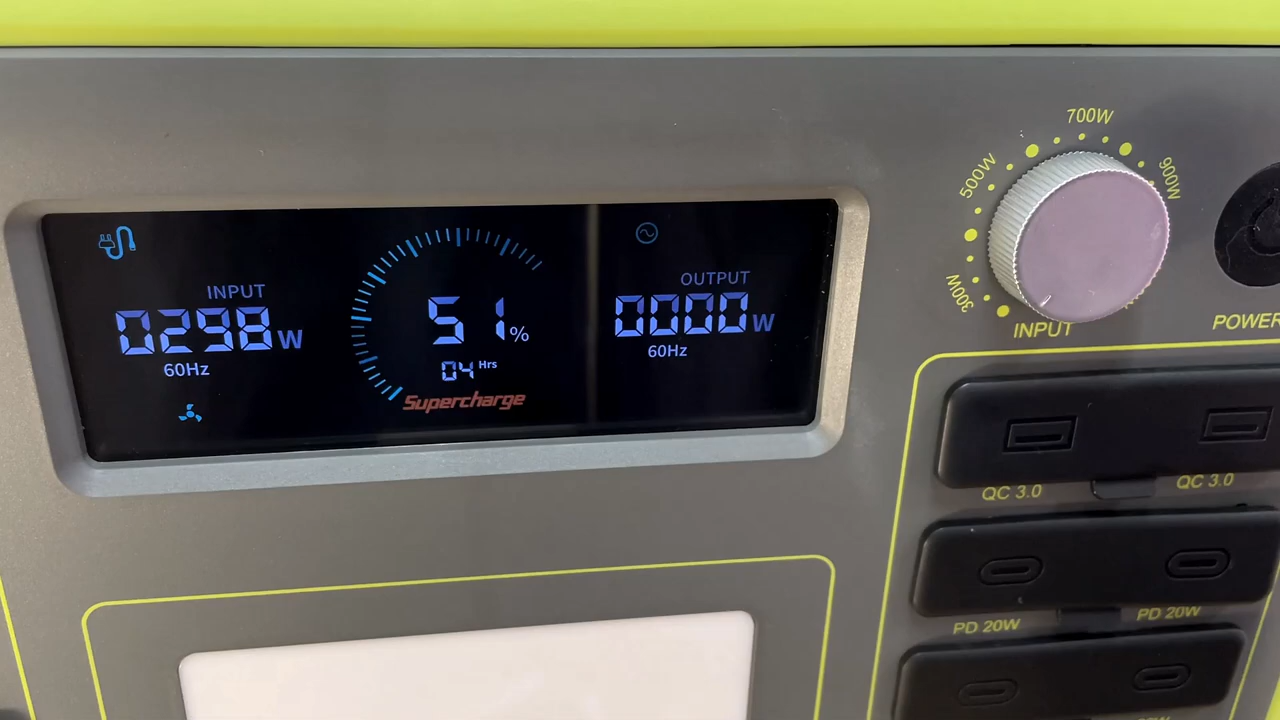 INPUT
0298W
60Hz
51%
04 Hrs
Supercharge
OUTPUT
0000W
60Hz
300W
500W
700W
900W
INPUT
POWER
QC 3.0
QC 3.0
PD 20W
PD 20W